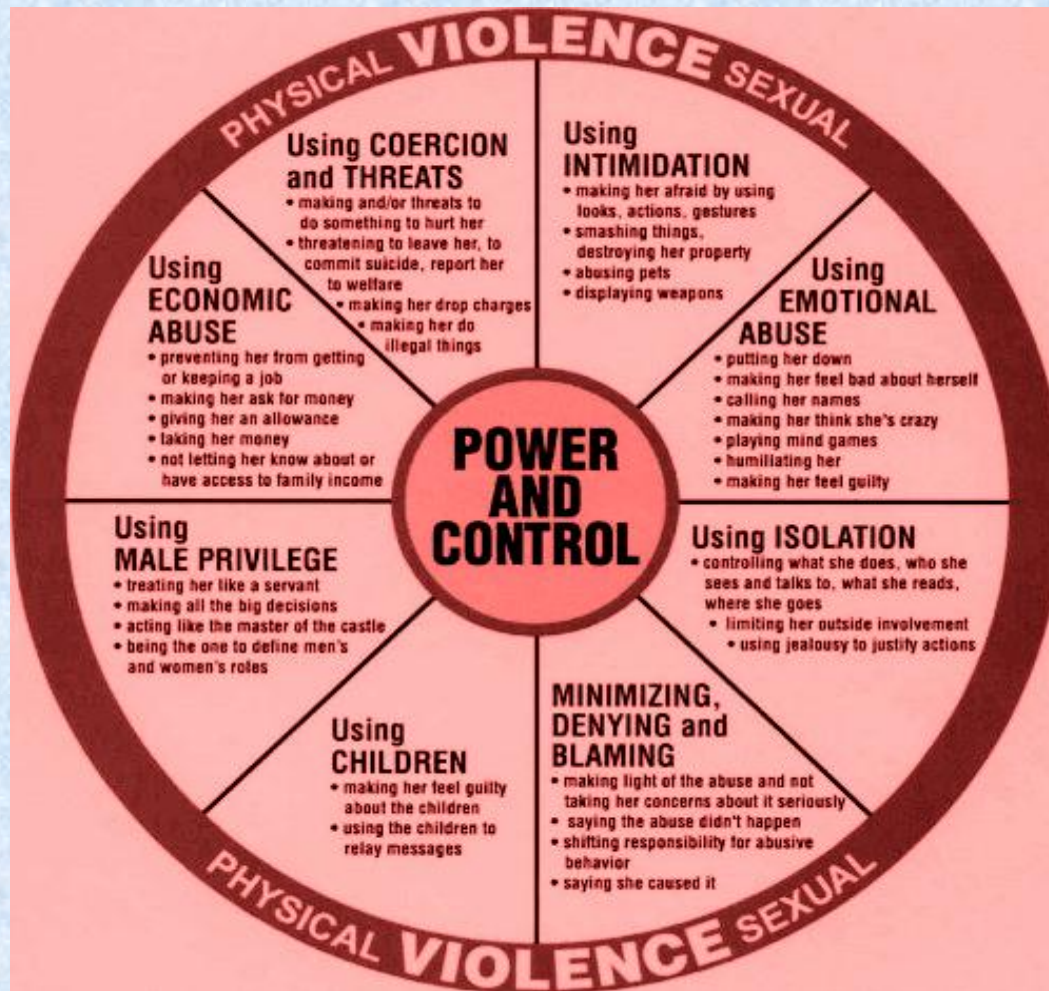 PHYSICAL VIOLENCE SEXUAL
Using COERCION
and THREATS
• making and/or threats to
do something to hurt her
• threatening to leave her, to
commit suicide, report her
to welfare
• making her drop charges
• making her do
illegal things
Using
INTIMIDATION
• making her afraid by using
looks, actions, gestures
• smashing things,
destroying her property
• abusing pets
• displaying weapons
Using
EMOTIONAL
ABUSE
• putting her down
• making her feel bad about herself
• calling her names
• making her think she's crazy
• playing mind games
• humiliating her
• making her feel guilty
Using ISOLATION
• controlling what she does, who she
sees and talks to, what she reads,
where she goes
• limiting her outside involvement
• using jealousy to justify actions
MINIMIZING,
DENYING and
BLAMING
• making light of the abuse and not
taking her concerns about it seriously
• saying the abuse didn't happen
• shifting responsibility for abusive
behavior
• saying she caused it
Using
CHILDREN
• making her feel guilty
about the children
• using the children to
relay messages
Using
MALE PRIVILEGE
• treating her like a servant
• making all the big decisions
• acting like the master of the castle
• being the one to define men's
and women's roles
Using
ECONOMIC
ABUSE
• preventing her from getting
or keeping a job
• making her ask for money
• giving her an allowance
• taking her money
• not letting her know about or
have access to family income
POWER
AND
CONTROL
PHYSICAL VIOLENCE SEXUAL